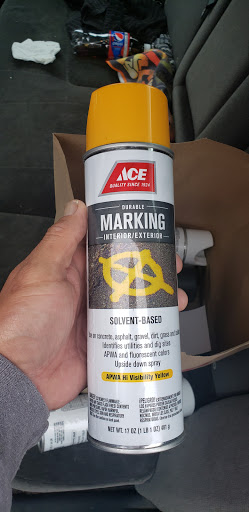 PEPSI
ACE
QUALITY SINCE 1924
DURABLE
MARKING
INTERIOR/EXTERIOR
SOLVENT-BASED
Use on concrete, asphalt, gravel, dirt, grass and
Identifies utilities and dig sites
APWA and fluorescent colors
Upside down spray
APWA Hi Visibility Yellow
NET WT. 17 OZ (1 LB 1 OZ) 481 g